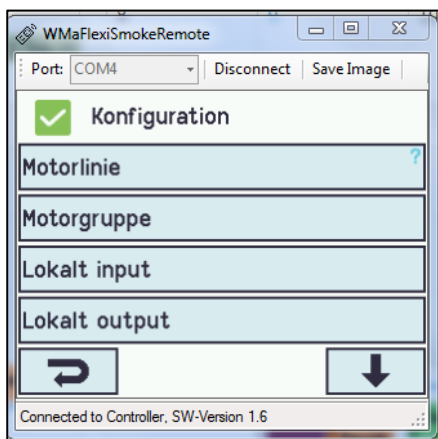 WMaFlexiSmokeRemote
Port: COM4 Disconnect Save Image
Konfiguration
Motorlinie ?
Motorgruppe
Lokalt input
Lokalt output
Connected to Controller, SW-Version 1.6